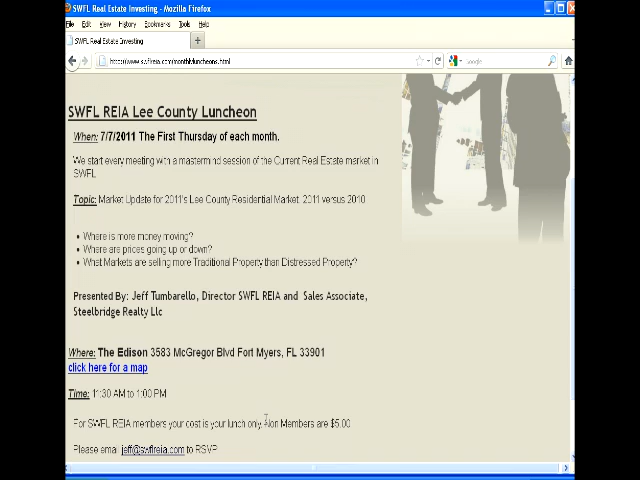 SWFL Real Estate Investing - Mozilla Firefox
File Edit View History Bookmarks Tools Help
SWFL Real Estate Investing
http://www.swflreia.com/monthlyluncheons.html
Google
SWFL REIA Lee County Luncheon
When: 7/7/2011 The First Thursday of each month.
We start every meeting with a mastermind session of the Current Real Estate market in
SWFL
Topic: Market Update for 2011's Lee County Residential Market. 2011 versus 2010
• Where is more money moving?
• Where are prices going up or down?
• What Markets are selling more Traditional Property than Distressed Property?
Presented By: Jeff Tumbarello, Director SWFL REIA and Sales Associate,
Steelbridge Realty Llc
Where: The Edison 3583 McGregor Blvd Fort Myers, FL 33901
click here for a map
Time: 11:30 AM to 1:00 PM
For SWFL REIA members your cost is your lunch only. Non Members are $5.00
Please email jeff@swflreia.com to RSVP